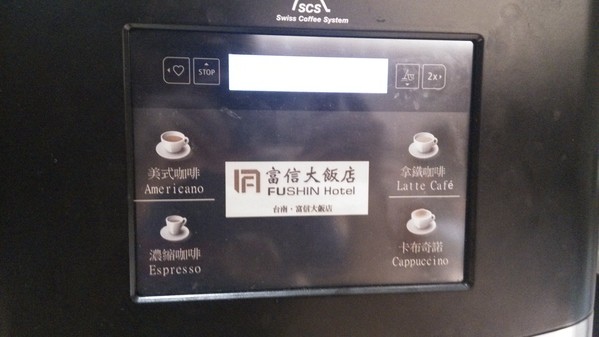 SCS
Swiss Coffee System
STOP
2x
美式咖啡
Americano
拿鐵咖啡
Latte Café
富信大飯店
FUSHIN Hotel
台南·富信大飯店
濃縮咖啡
Espresso
卡布奇諾
Cappuccino